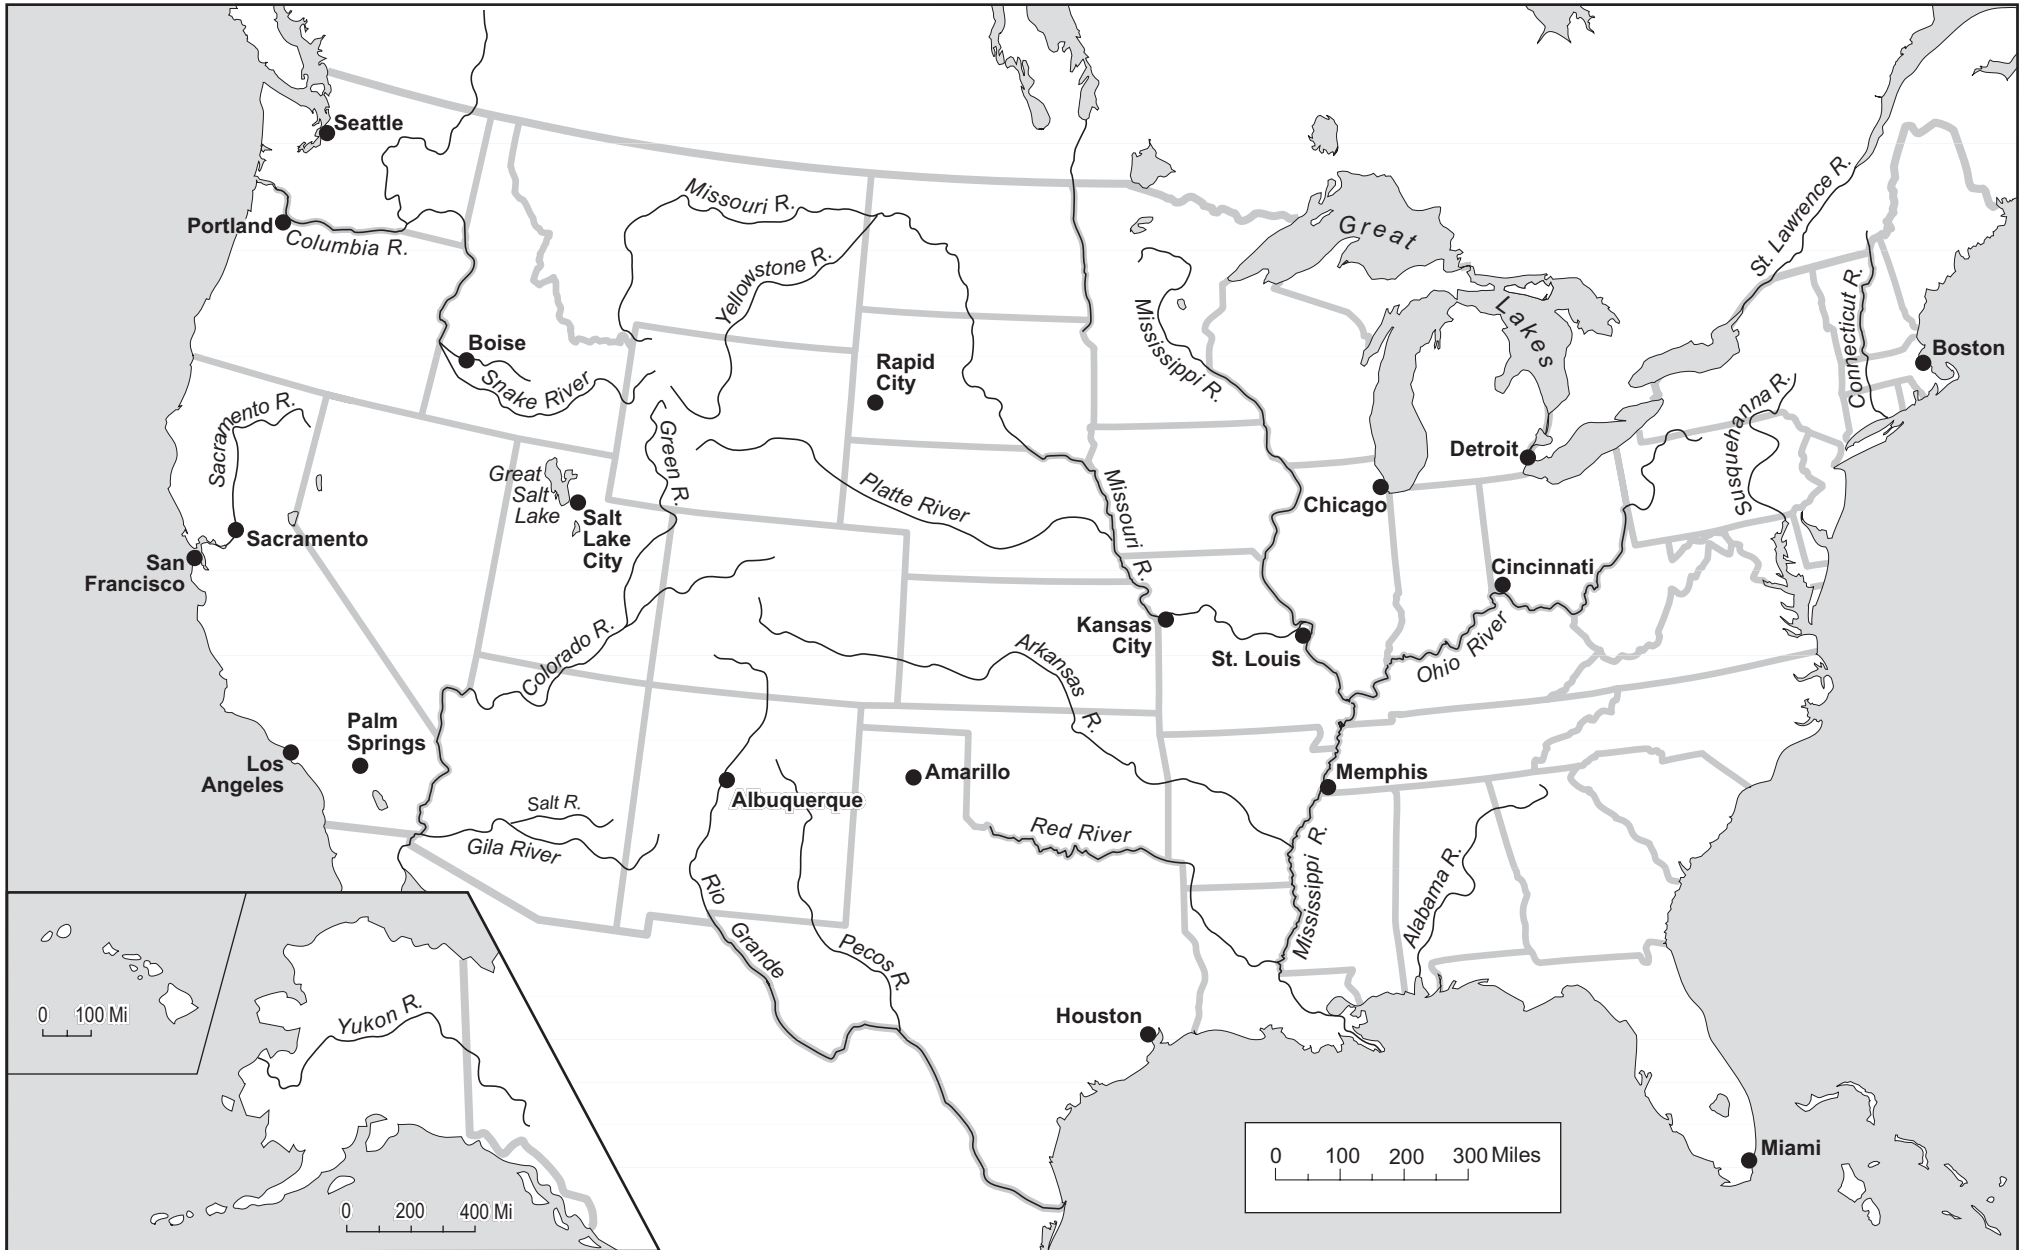 Seattle
Portland
Columbia R.
Missouri R.
Yellowstone R.
Great
Lakes
St. Lawrence R.
Connecticut R.
Boston
Boise
Snake River
Rapid
City
Mississippi R.
Sacramento R.
Green R.
Great
Salt
Lake
Salt
Lake
City
Platte River
Missouri R.
Detroit
Chicago
Susquehanna R.
Sacramento
San
Francisco
Cincinnati
Kansas
City
St. Louis
Ohio River
Colorado R.
Arkansas R.
Palm
Springs
Los
Angeles
Albuquerque
Amarillo
Memphis
Salt R.
Gila River
Red River
Mississippi R.
Alabama R.
Rio Grande
Pecos R.
Houston
Miami
Yukon R.
0 100 Mi
0 200 400 Mi
0 100 200 300 Miles